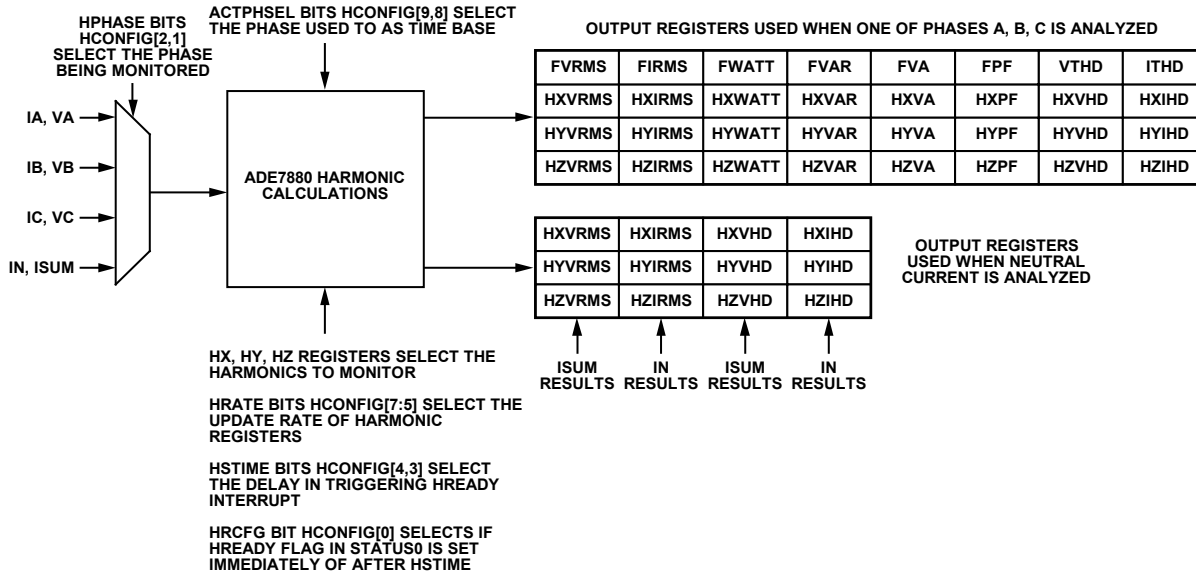 HPHASE BITS
HCONFIG[2,1]
SELECT THE PHASE
BEING MONITORED
ACTPHSEL BITS HCONFIG[9,8] SELECT
THE PHASE USED TO AS TIME BASE
IA, VA
IB, VB
IC, VC
IN, ISUM
ADE7880 HARMONIC
CALCULATIONS
OUTPUT REGISTERS USED WHEN ONE OF PHASES A, B, C IS ANALYZED
FVRMS FIRMS FWATT FVAR FVA FPF VTHD ITHD
HXVRMS HXIRMS HXWATT HXVAR HXVA HXPF HXVHD HXIHD
HYVRMS HYIRMS HYWATT HYVAR HYVA HYPF HYVHD HYIHD
HZVRMS HZIRMS HZWATT HZVAR HZVA HZPF HZVHD HZIHD
HXVRMS HXIRMS HXVHD HXIHD
HYVRMS HYIRMS HYVHD HYIHD
HZVRMS HZIRMS HZVHD HZIHD
OUTPUT REGISTERS
USED WHEN NEUTRAL
CURRENT IS ANALYZED
ISUM IN ISUM IN
RESULTS RESULTS RESULTS RESULTS
HX, HY, HZ REGISTERS SELECT THE
HARMONICS TO MONITOR
HRATE BITS HCONFIG[7:5] SELECT THE
UPDATE RATE OF HARMONIC
REGISTERS
HSTIME BITS HCONFIG[4,3] SELECT
THE DELAY IN TRIGGERING HREADY
INTERRUPT
HRCFG BIT HCONFIG[0] SELECTS IF
HREADY FLAG IN STATUS0 IS SET
IMMEDIATELY OF AFTER HSTIME